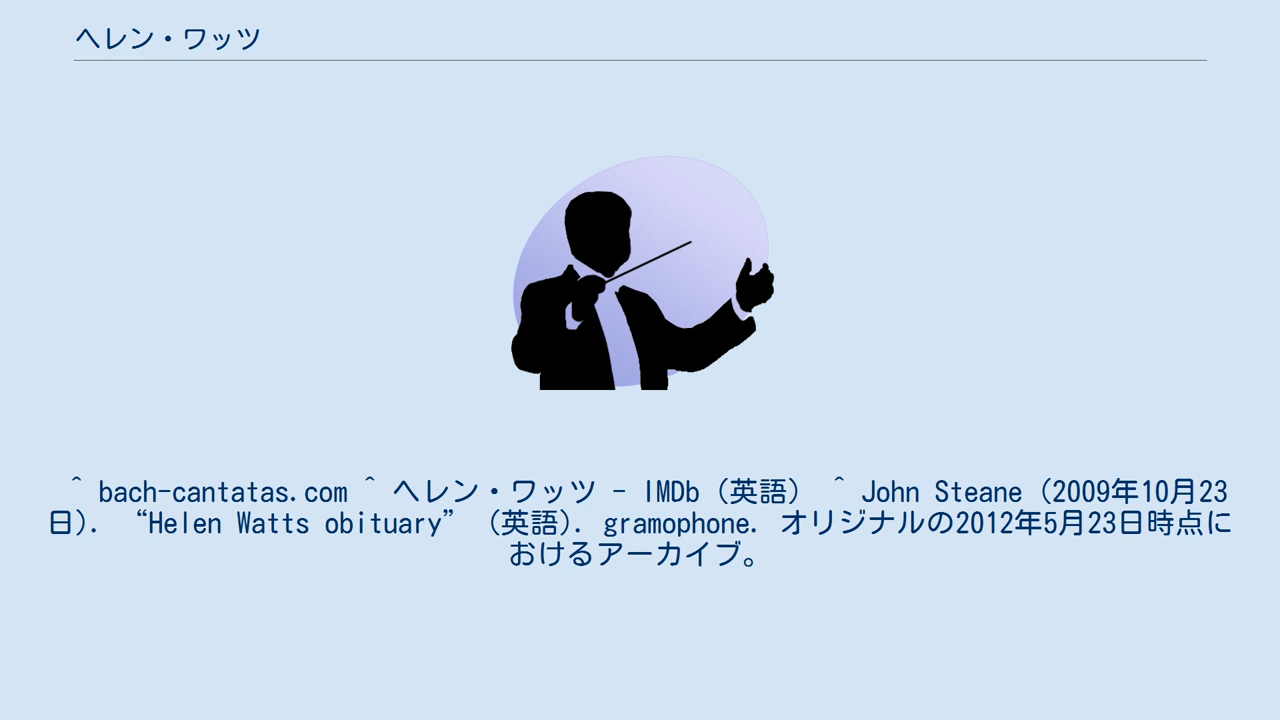 ヘレン・ワッツ
^ bach-cantatas.com ^ ヘレン・ワッツ - IMDb（英語） ^ John Steane (2009年10月23
日). “Helen Watts obituary” （英語). gramophone. オリジナルの2012年5月23日時点に
おけるアーカイブ。